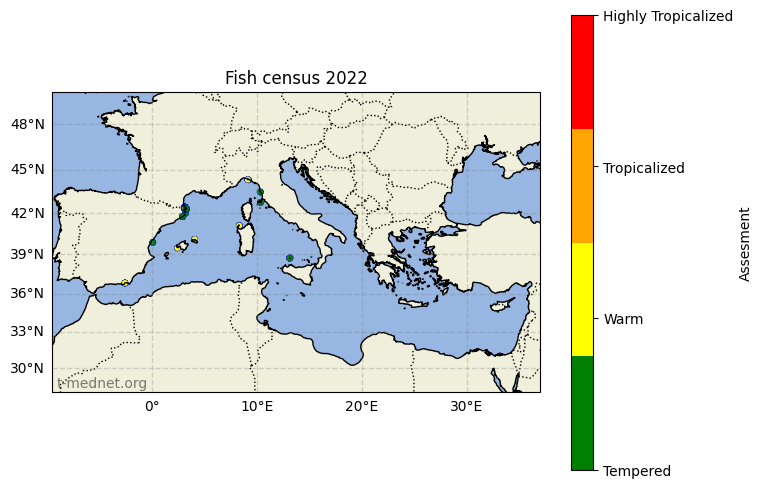 Fish census 2022
48°N
45°N
42°N
39°N
36°N
33°N
30°N
0°
10°E
20°E
30°E
t-mednet.org
Highly Tropicalized
Tropicalized
Warm
Tempered
Assesment